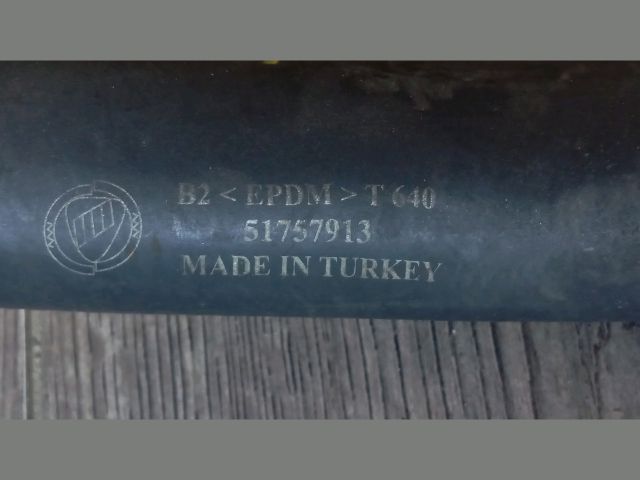 B2 < EPDM > T 640
51757913
MADE IN TURKEY